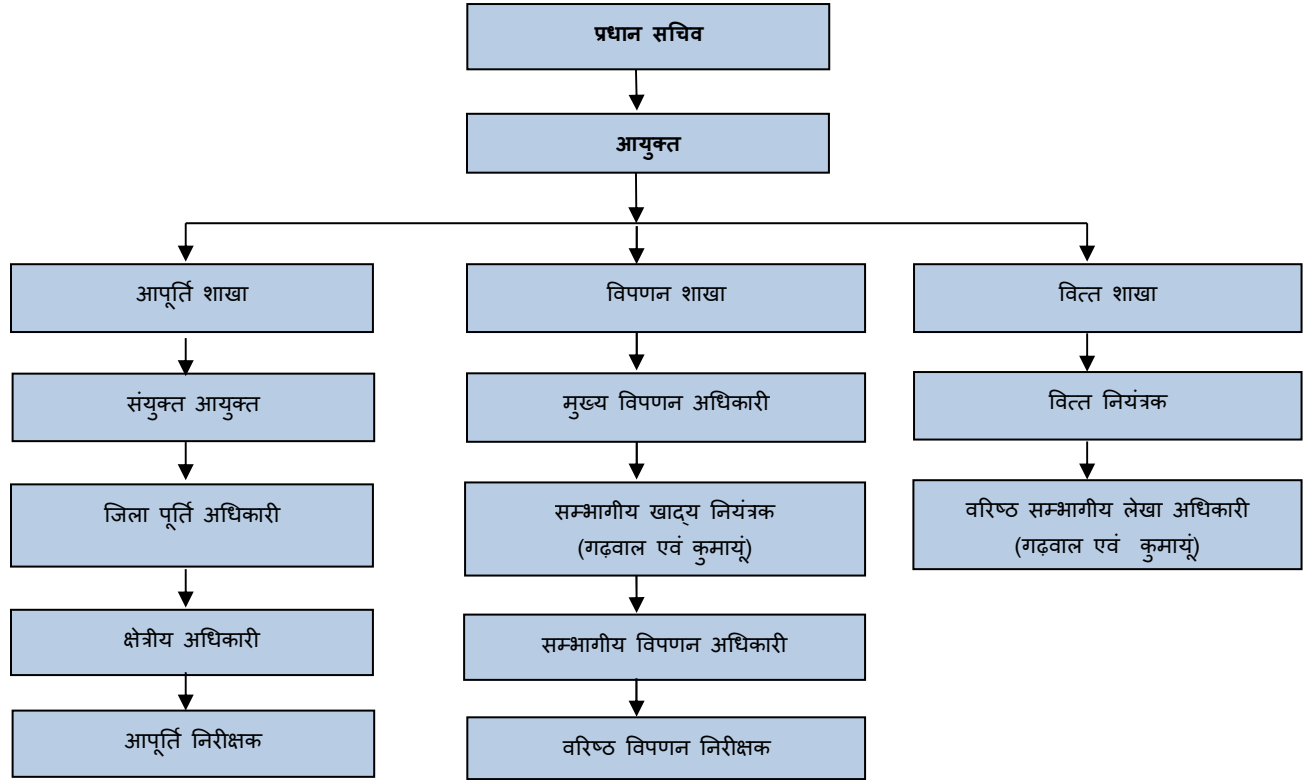 प्रधान सचिव
आयुक्त
आपूर्ति शाखा
विपणन शाखा
वित्त शाखा
संयुक्त आयुक्त
मुख्य विपणन अधिकारी
वित्त नियंत्रक
जिला पूर्ति अधिकारी
सम्भागीय खाद्य नियंत्रक
(गढ़वाल एवं कुमायूं)
वरिष्ठ सम्भागीय लेखा अधिकारी
(गढ़वाल एवं कुमायूं)
क्षेत्रीय अधिकारी
सम्भागीय विपणन अधिकारी
आपूर्ति निरीक्षक
वरिष्ठ विपणन निरीक्षक